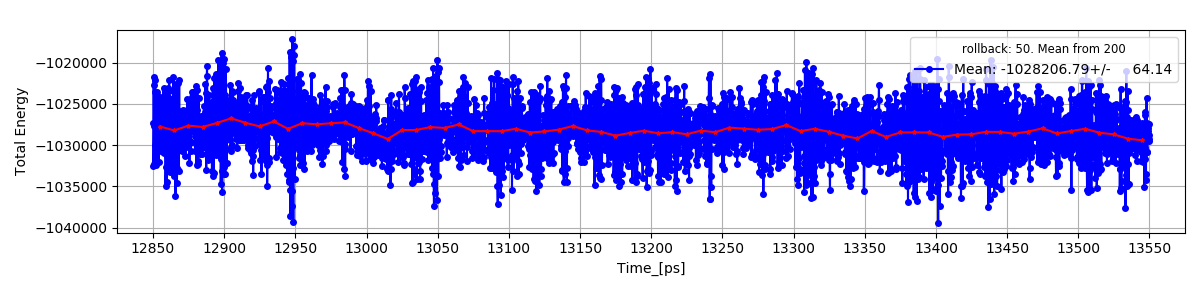 rollback: 50. Mean from 200
Mean: -1028206.79+/- 64.14
Total Energy
−1020000
−1025000
−1030000
−1035000
−1040000
12850 12900 12950 13000 13050 13100 13150 13200 13250 13300 13350 13400 13450 13500 13550
Time_[ps]